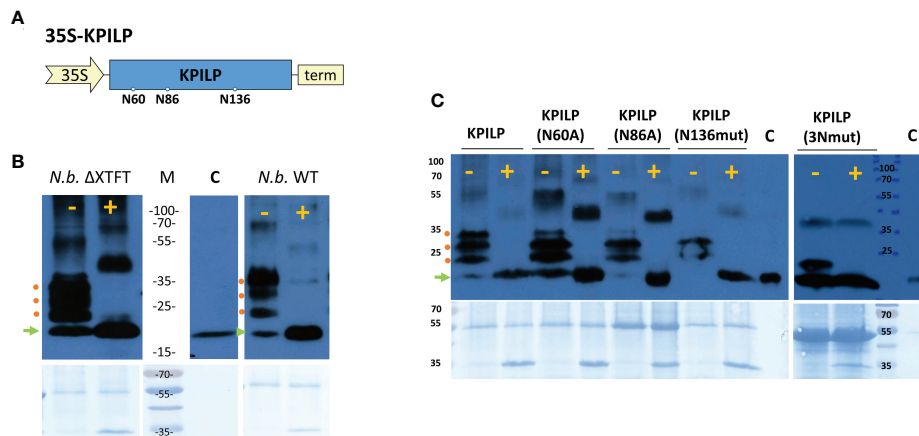 A
35S-KPILP
35S KPILP term
N60 N86 N136
B
N.b. ΔXTFT M C N.b. WT
- + - +
-100-
-70-
-55-
-35-
-25-
-15-
-70-
-55-
-35-
C
KPILP KPILP (N60A) KPILP (N86A) KPILP (N136mut) C KPILP (3Nmut) C
- + - + - + - + - +
100
70
55
35
25
100
70
55
35
25
70
55
35
70
55
35